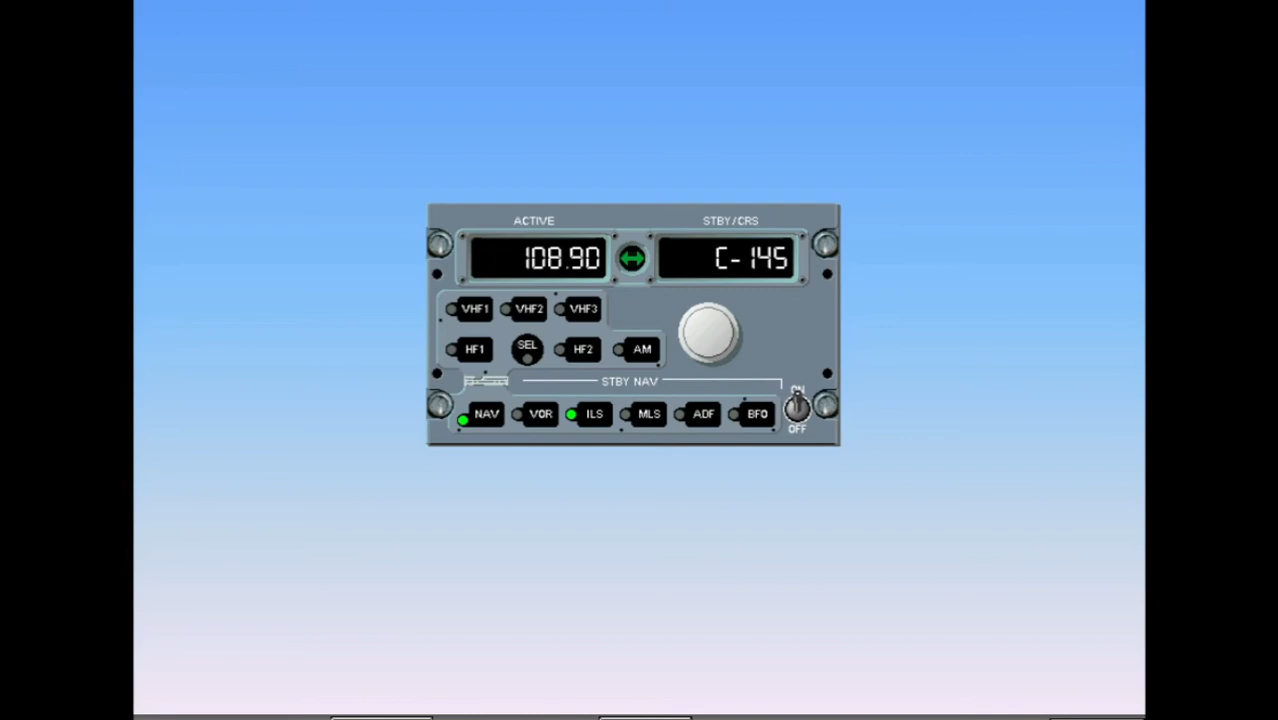 ACTIVE STBY/CRS
108.90 C-145
VHF1 VHF2 VHF3
HF1 SEL HF2 AM
STBY NAV
ON
NAV VOR ILS MLS ADF BFO
OFF